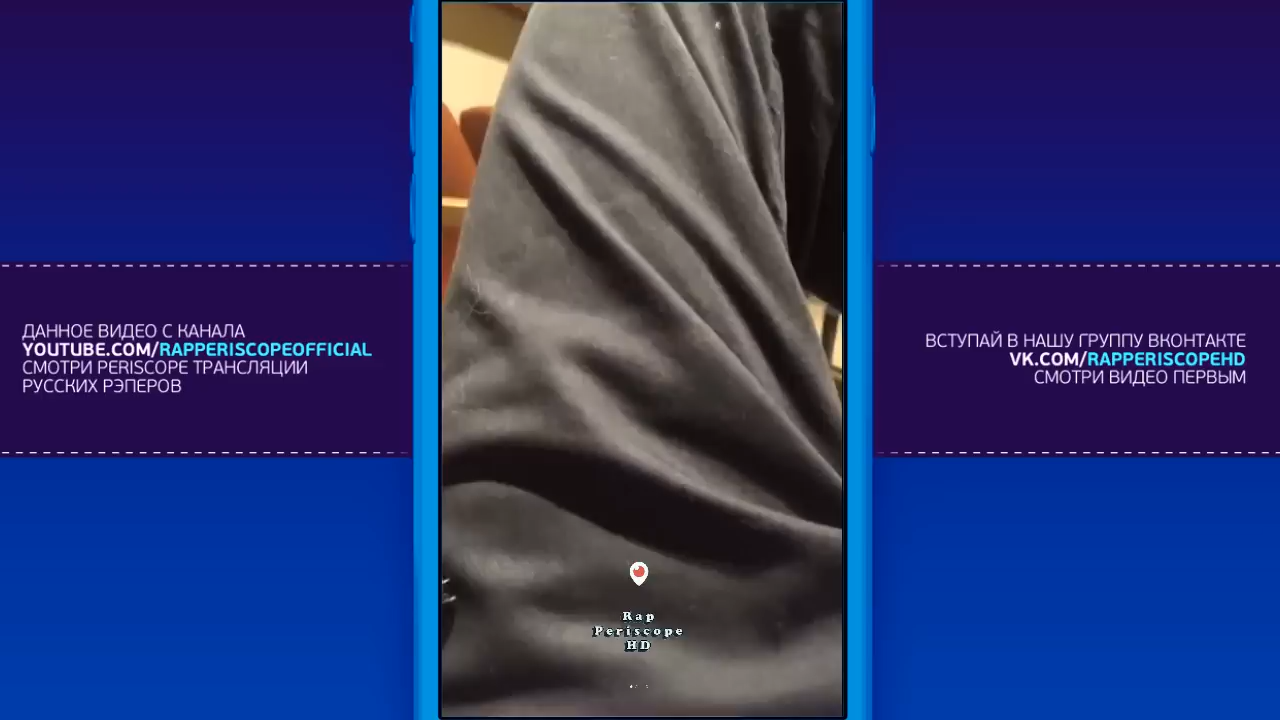 ДАННОЕ ВИДЕО С КАНАЛА
YOUTUBE.COM/RAPPERISCOPEOFFICIAL
СМОТРИ PERISCOPE ТРАНСЛЯЦИИ
РУССКИХ РЭПЕРОВ
ВСТУПАЙ В НАШУ ГРУППУ ВКОНТАКТЕ
VK.COM/RAPPERISCOPEHD
СМОТРИ ВИДЕО ПЕРВЫМ
Rap
Periscope
HD